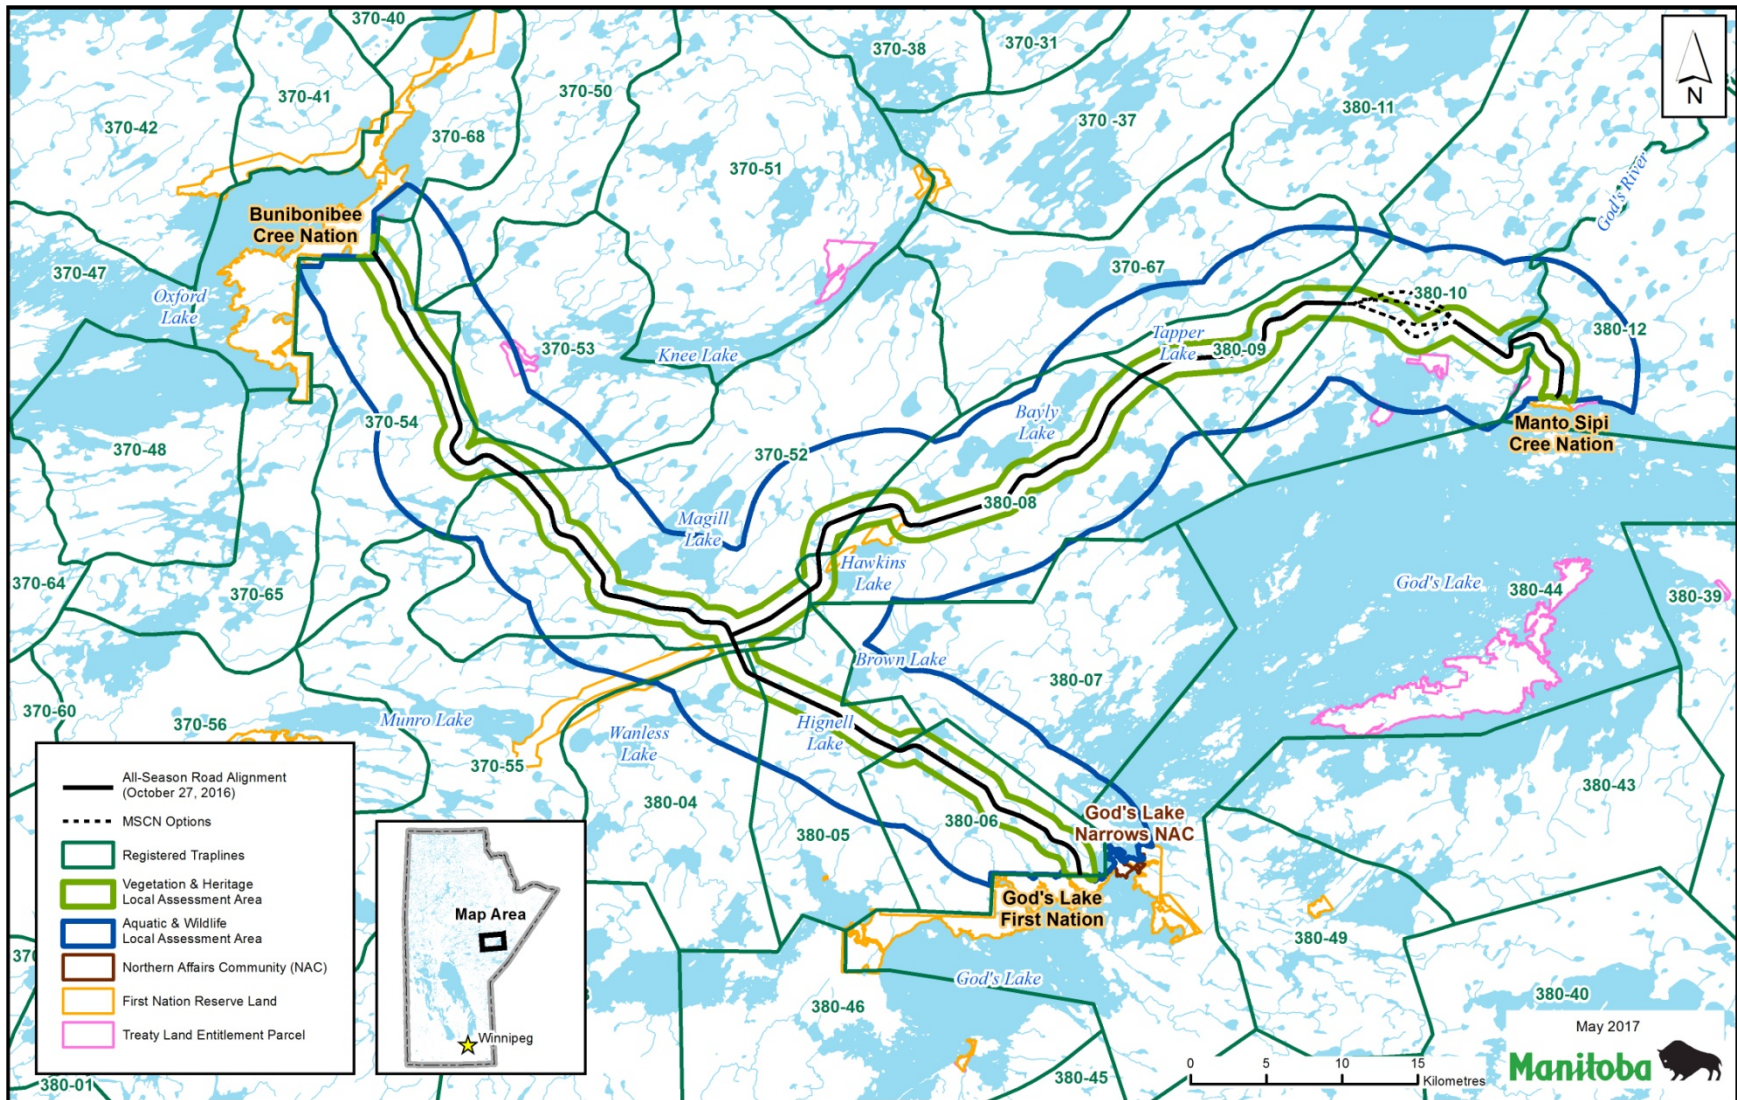 370-40
370-38
370-31
370-41
370-50
370-42
370-68
370 -37
380-11
N
370-51
God's River
Bunibonibee
Cree Nation
370-47
Oxford
Lake
370-67
380-10
380-12
Tapper
Lake
380-09
370-53
Knee Lake
370-54
Bayly
Lake
Manto Sipi
Cree Nation
370-48
370-52
380-08
Magill
Lake
Hawkins
Lake
370-64
370-65
God's Lake
380-44
380-39
Brown Lake
380-07
370-60
370-56
Munro Lake
Wanless
Lake
Hignell
Lake
370-55
380-04
380-05
380-06
God's Lake
Narrows NAC
380-43
God's Lake
First Nation
380-49
God's Lake
380-46
380-40
380-45
380-01
All-Season Road Alignment
(October 27, 2016)
MSCN Options
Registered Traplines
Vegetation & Heritage
Local Assessment Area
Aquatic & Wildlife
Local Assessment Area
Northern Affairs Community (NAC)
First Nation Reserve Land
Treaty Land Entitlement Parcel
Map Area
Winnipeg
0 5 10 15
Kilometres
May 2017
Manitoba